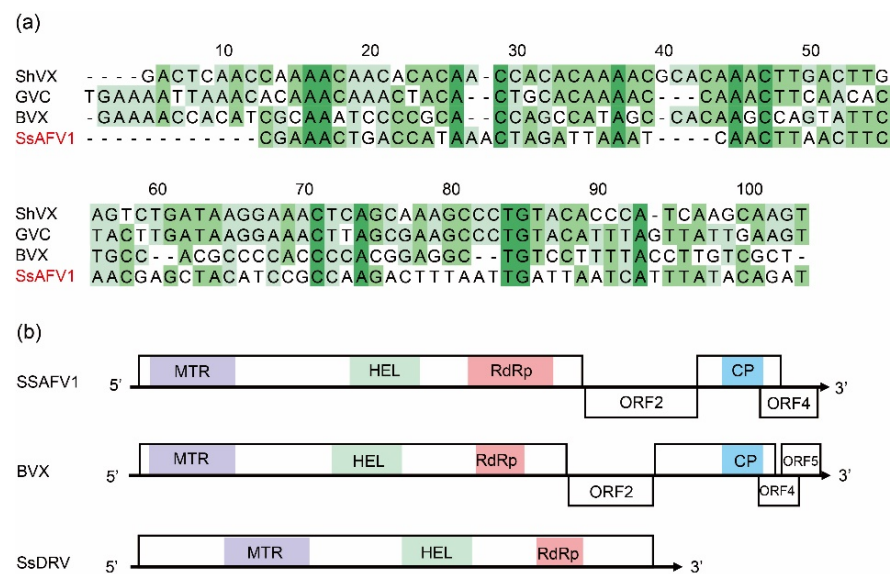 (a)
10 20 30 40 50
ShVX - - - - GACTCAACCAAAACAACACACAA - CCACACAAAACGCACAAACTTGACTTG
GVC TGAAAATTAAACACAAACAAACTACA - - CTGCACAAAAC - - - CAAACTTCAACAC
BVX - GAAAACCACATCGCAAATCCCCGCA - - CAGCCATAGC - CACAAGCCAGTATTC
SsAFV1 - - - - - - - - - - - - CGAAACTGACCATAAACTAGATTAAAT - - - - CAACTTAACTTC
60 70 80 90 100
ShVX AGTCTGATAAGGAAACTCAGCAAAGCCCTGTACACCCA - TCAAGCAAGT
GVC TACTTGATAAGGAAACTTAGCGAAGCCCTGTACATTTAGTTATTGAAGT
BVX TGCC - - ACGCCCCACCCCACGGAGGC - - TGTCCTTTTACCTTGTCGCT -
SsAFV1 AACGAGCTACATCCGCCAAGACTTTAATTGATTAATCATTTATACAGAT
(b)
SSAFV1 5' MTR HEL RdRp ORF2 CP ORF4 3'
BVX 5' MTR HEL RdRp ORF2 CP ORF4 ORF5 3'
SsDRV 5' MTR HEL RdRp 3'